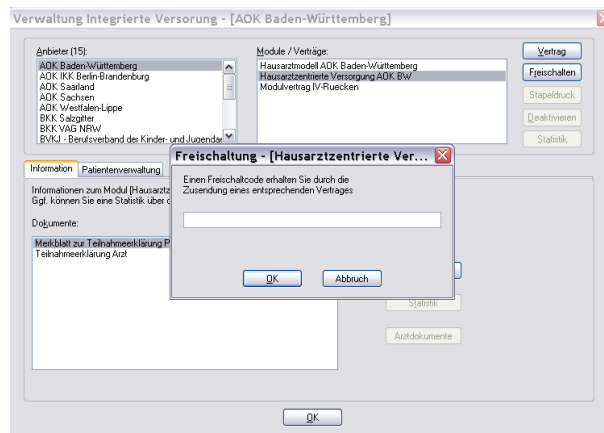 Verwaltung Integrierte Versorung - [AOK Baden-Württemberg]
Anbieter (15):
AOK Baden-Württemberg
AOK IKK Berlin-Brandenburg
AOK Saarland
AOK Sachsen
AOK Westfalen-Lippe
BKK Salzgitter
BKK VAG NRW
BVKJ - Berufsverband der Kinder- und Jugendär
Module / Verträge:
Hausarztmodell AOK Baden-Würtemberg
Hausarztzentrierte Versorgung AOK BW
Modulvertrag IV-Ruecken
Vertrag
Freischalten
Stapeldruck
Deaktivieren
Statistik
Information
Patientenverwaltung
Informationen zum Modul [Hausarztz
Ggf. können Sie eine Statistik über d
Dokumente:
Merkblatt zur Teilnahmeerklärung P
Teilnahmeerklärung Arzt
Freischaltung - [Hausarztzentrierte Ver...
Einen Freischaltcode erhalten Sie durch die
Zusendung eines entsprechenden Vertrages
OK
Abbruch
Statistik
Arztdokumente
OK